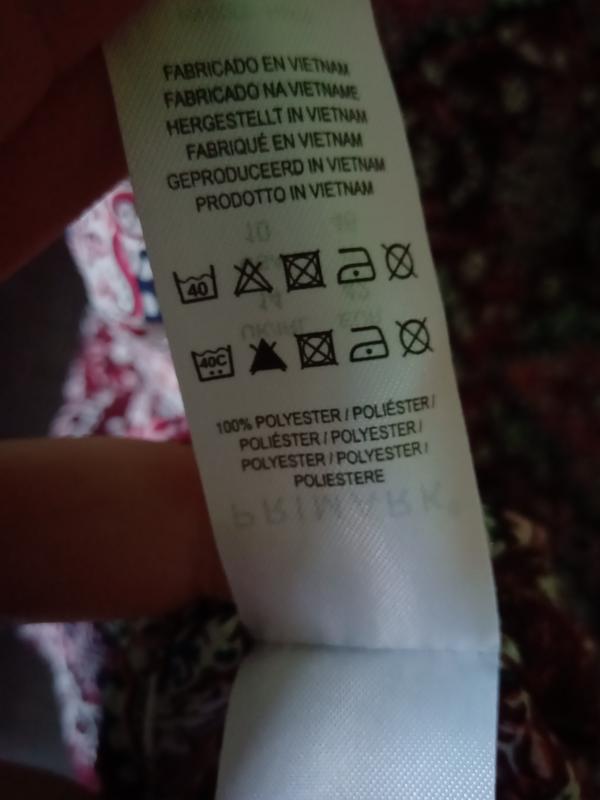 FABRICADO EN VIETNAM
FABRICADO NA VIETNAME
HERGESTELLT IN VIETNAM
FABRIQUÉ EN VIETNAM
GEPRODUCEERD IN VIETNAM
PRODOTTO IN VIETNAM
40
40C
100% POLYESTER / POLIÉSTER /
POLIÉSTER / POLYESTER /
POLYESTER / POLYESTER /
POLIESTERE
PRIMARK